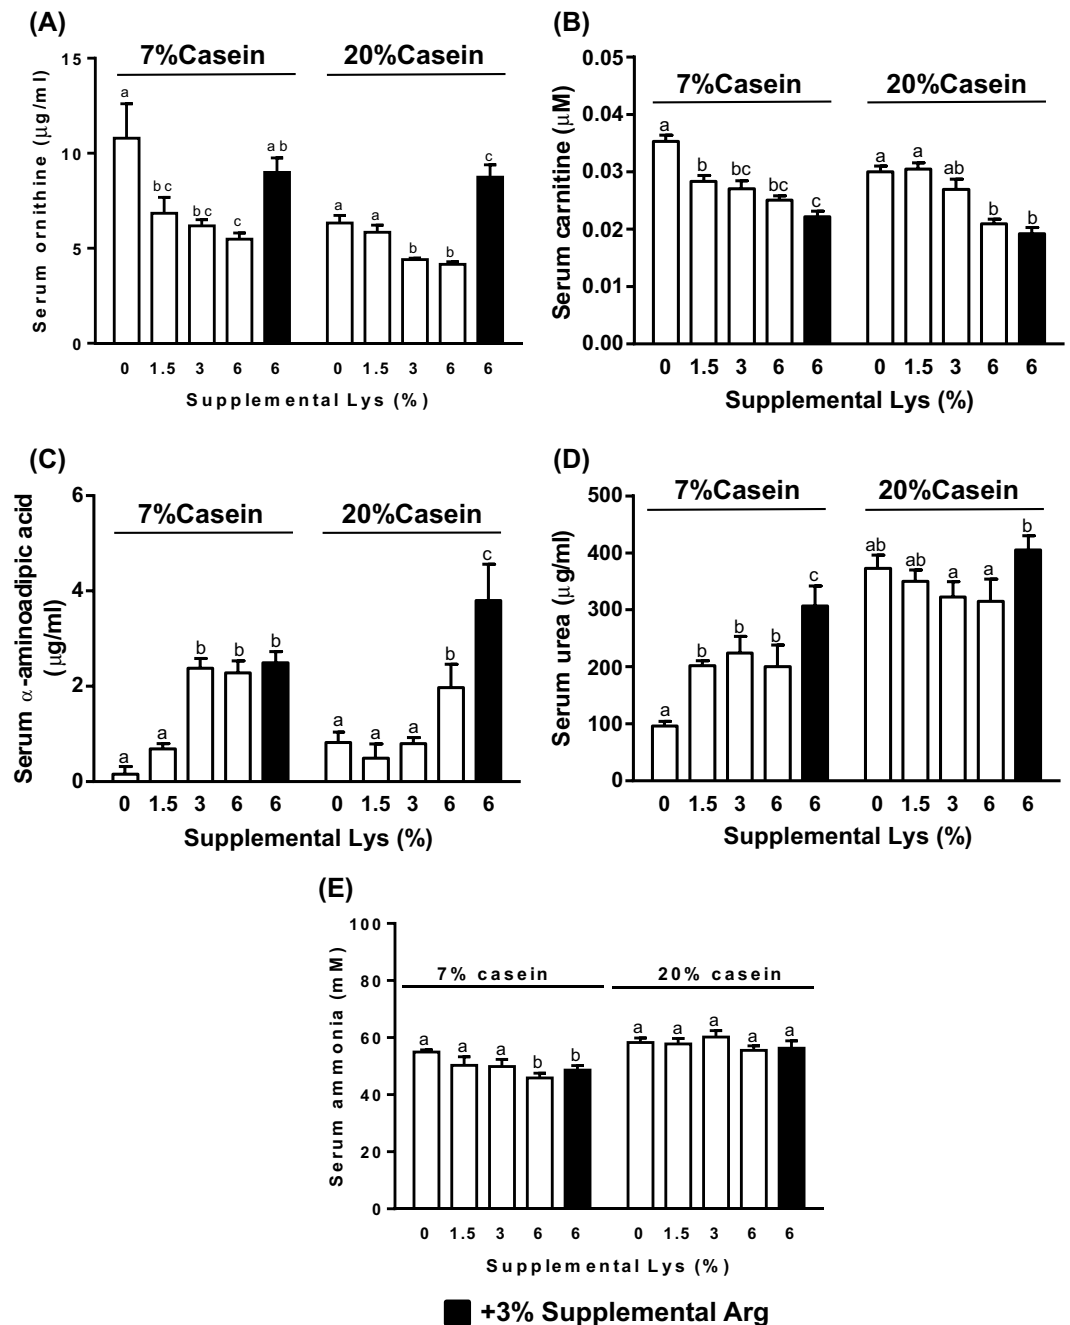 (A)
7%Casein 20%Casein
Serum ornithine (μg/ml)
15
10
5
0
a bc bc c ab a a b b c
0 1.5 3 6 6 0 1.5 3 6 6
Supplemental Lys (%)
(B)
7%Casein 20%Casein
Serum carnitine (μM)
0.05
0.04
0.03
0.02
0.01
0.00
a b bc bc c a a ab b b
0 1.5 3 6 6 0 1.5 3 6 6
Supplemental Lys (%)
(C)
7%Casein 20%Casein
Serum α-aminoadipic acid
(μg/ml)
6
4
2
0
a a b b b a a a b c
0 1.5 3 6 6 0 1.5 3 6 6
Supplemental Lys (%)
(D)
7%Casein 20%Casein
Serum urea (μg/ml)
500
400
300
200
100
0
a b b b c ab ab a a b
0 1.5 3 6 6 0 1.5 3 6 6
Supplemental Lys (%)
(E)
7% casein 20% casein
Serum ammonia (mM)
100
80
60
40
20
0
a a a b b a a a a a
0 1.5 3 6 6 0 1.5 3 6 6
Supplemental Lys (%)
+3% Supplemental Arg